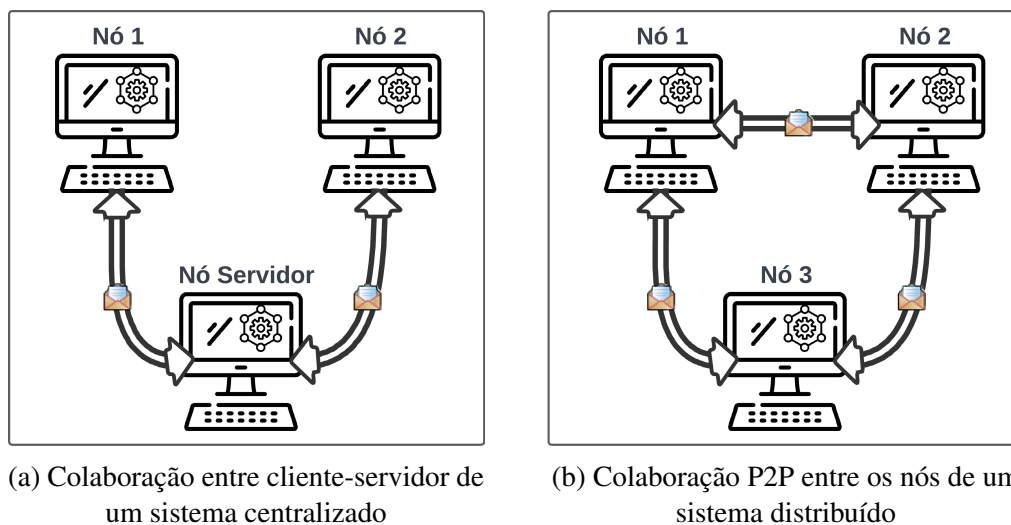 Nó 1
Nó 2
Nó Servidor
(a) Colaboração entre cliente-servidor de
um sistema centralizado
Nó 1
Nó 2
Nó 3
(b) Colaboração P2P entre os nós de um
sistema distribuído